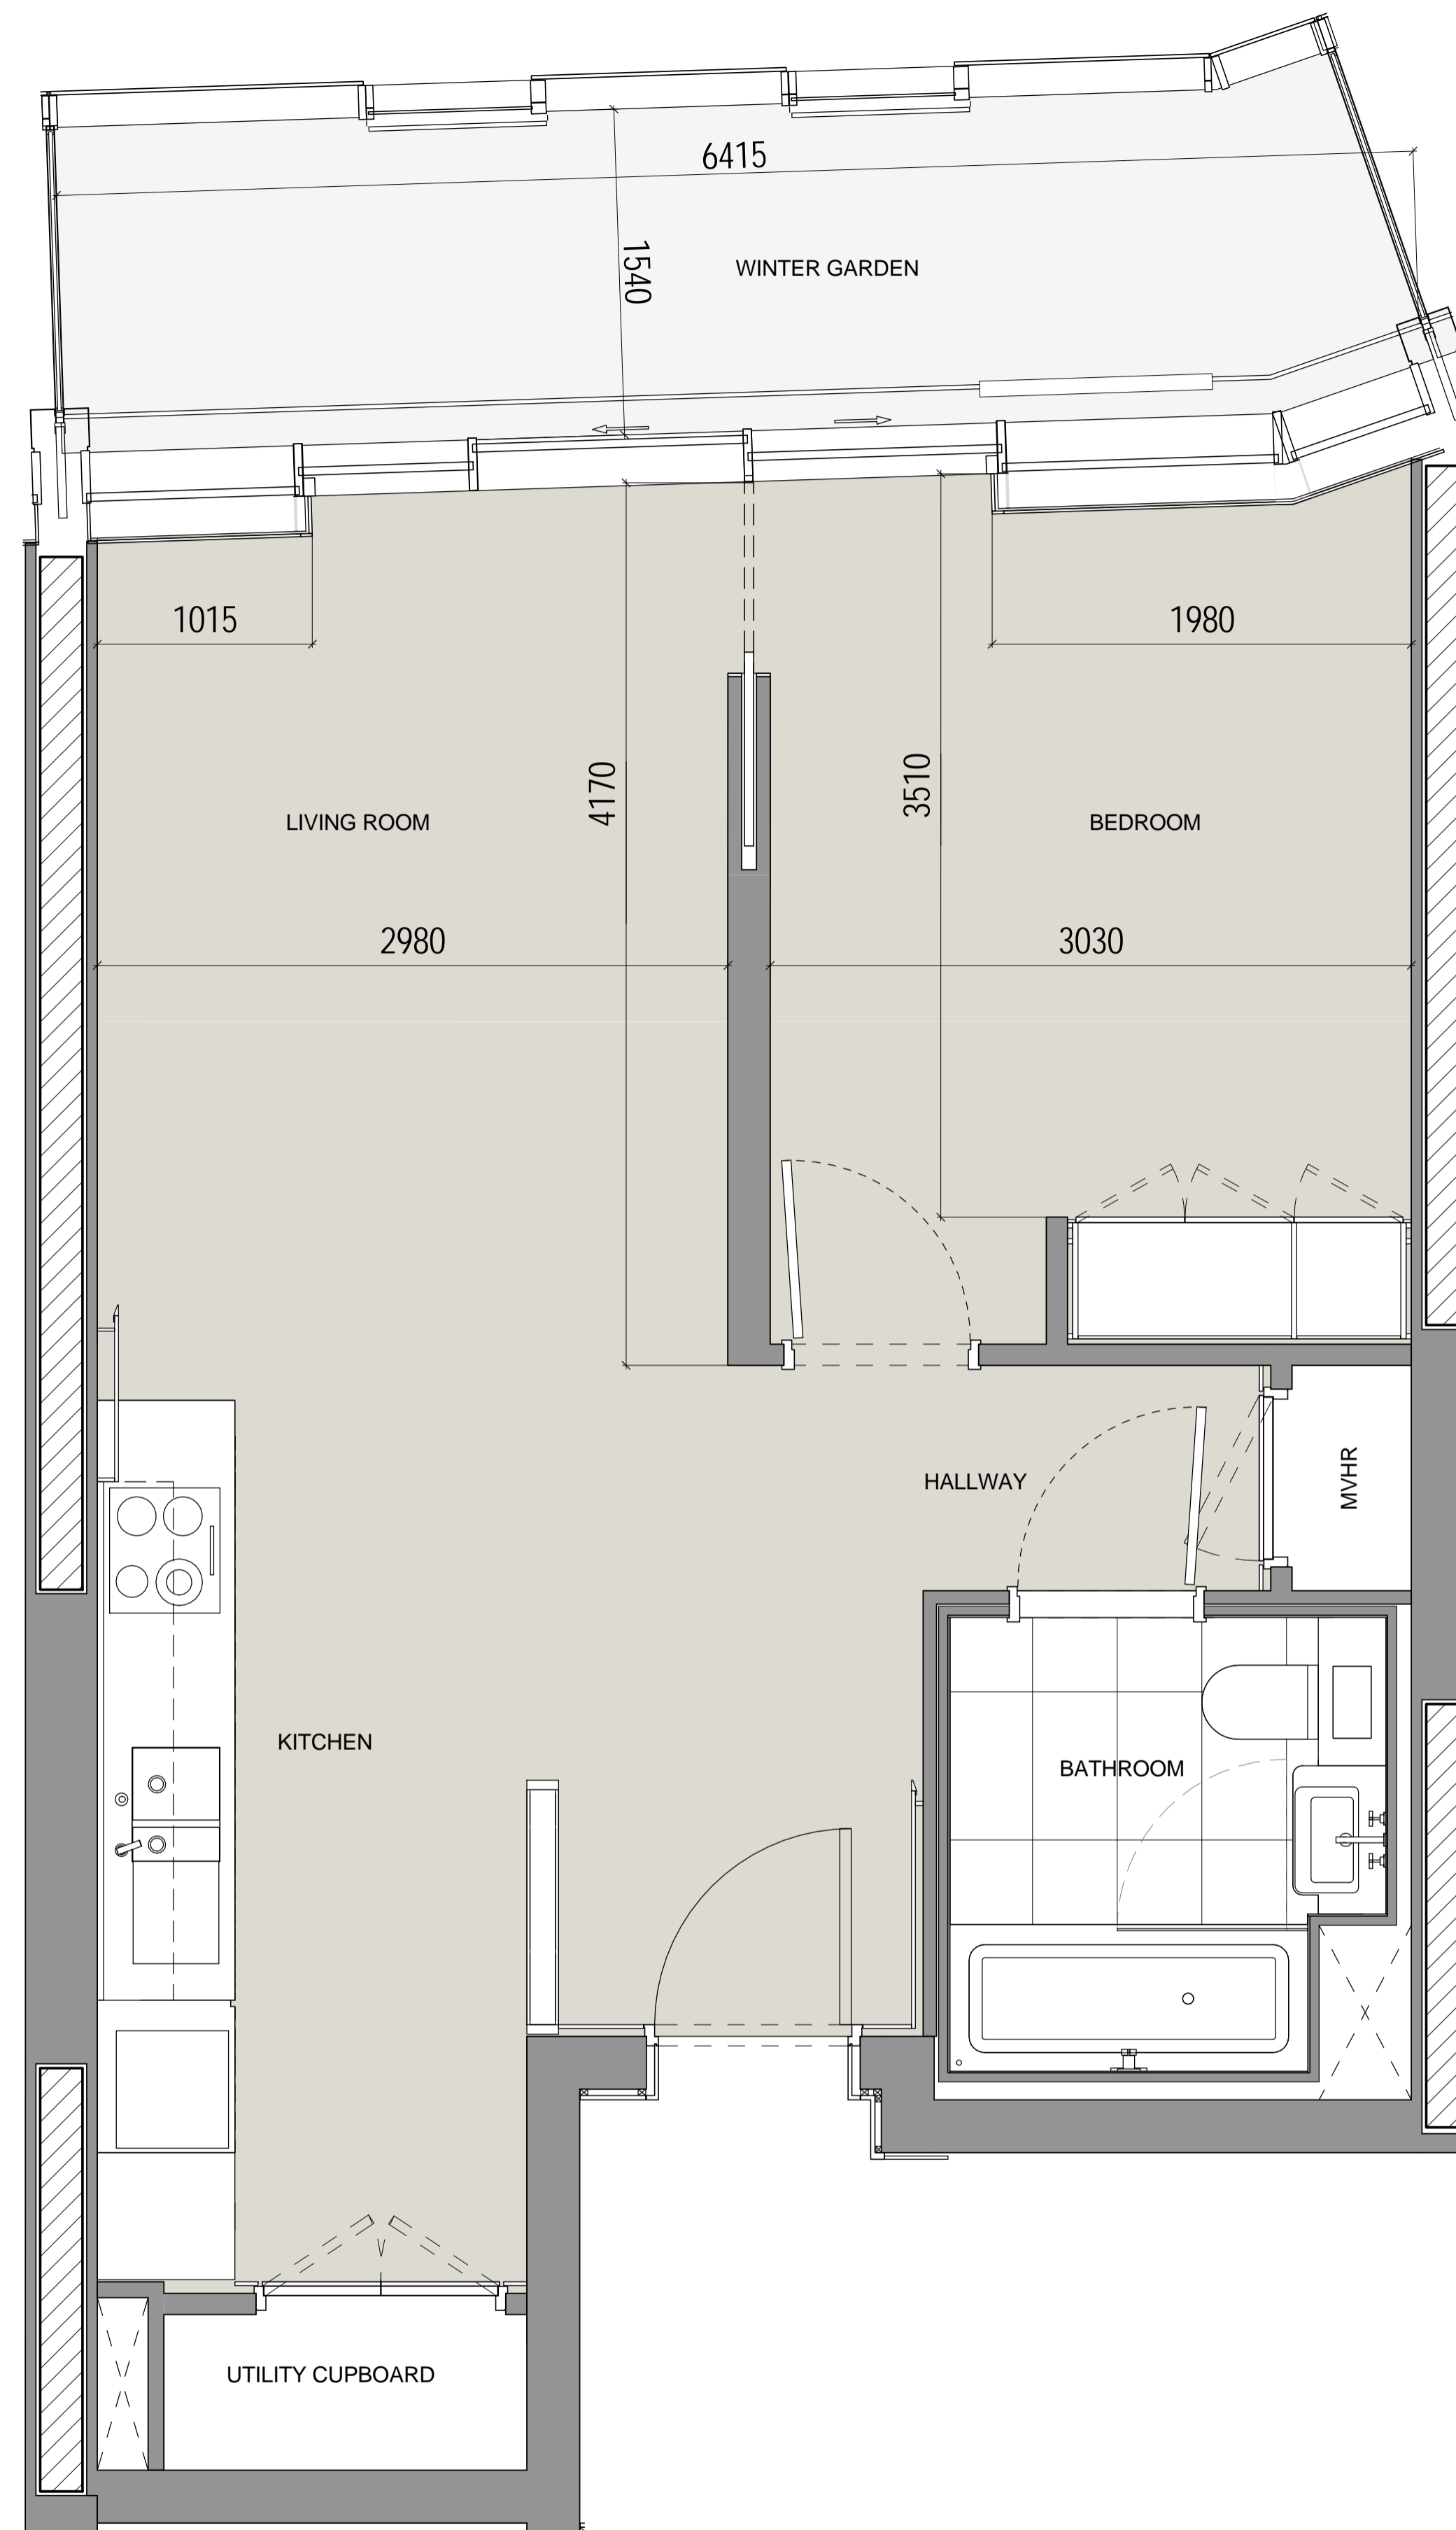 6415
1540
WINTER GARDEN
1015
1980
4170
3510
LIVING ROOM
BEDROOM
2980
3030
HALLWAY
MVHR
KITCHEN
BATHROOM
UTILITY CUPBOARD